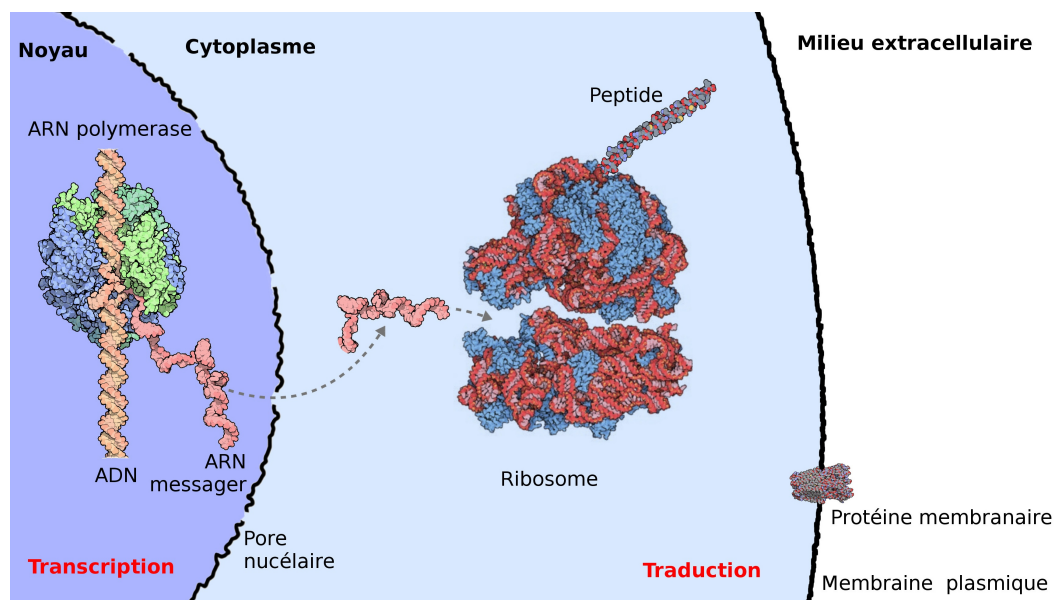 Noyau
Cytoplasme
Milieu extracellulaire
Peptide
ARN polymerase
ADN
ARN
messager
Ribosome
Protéine membranaire
Pore
nucélaire
Transcription
Traduction
Membraine plasmique